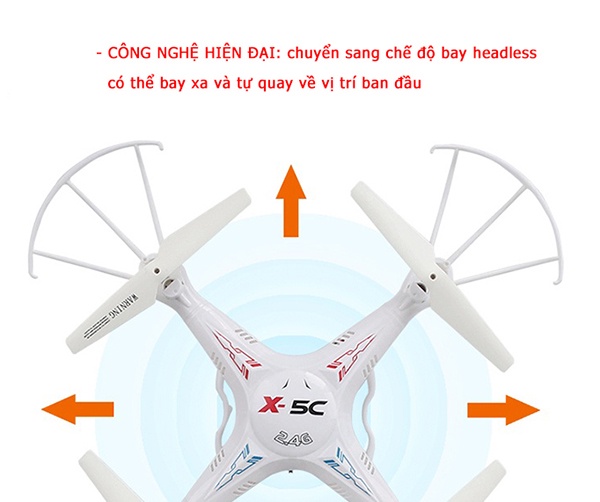 - CÔNG NGHỆ HIỆN ĐẠI: chuyển sang chế độ bay headless
có thể bay xa và tự quay về vị trí ban đầu
WARNING
X-5C
2.4G